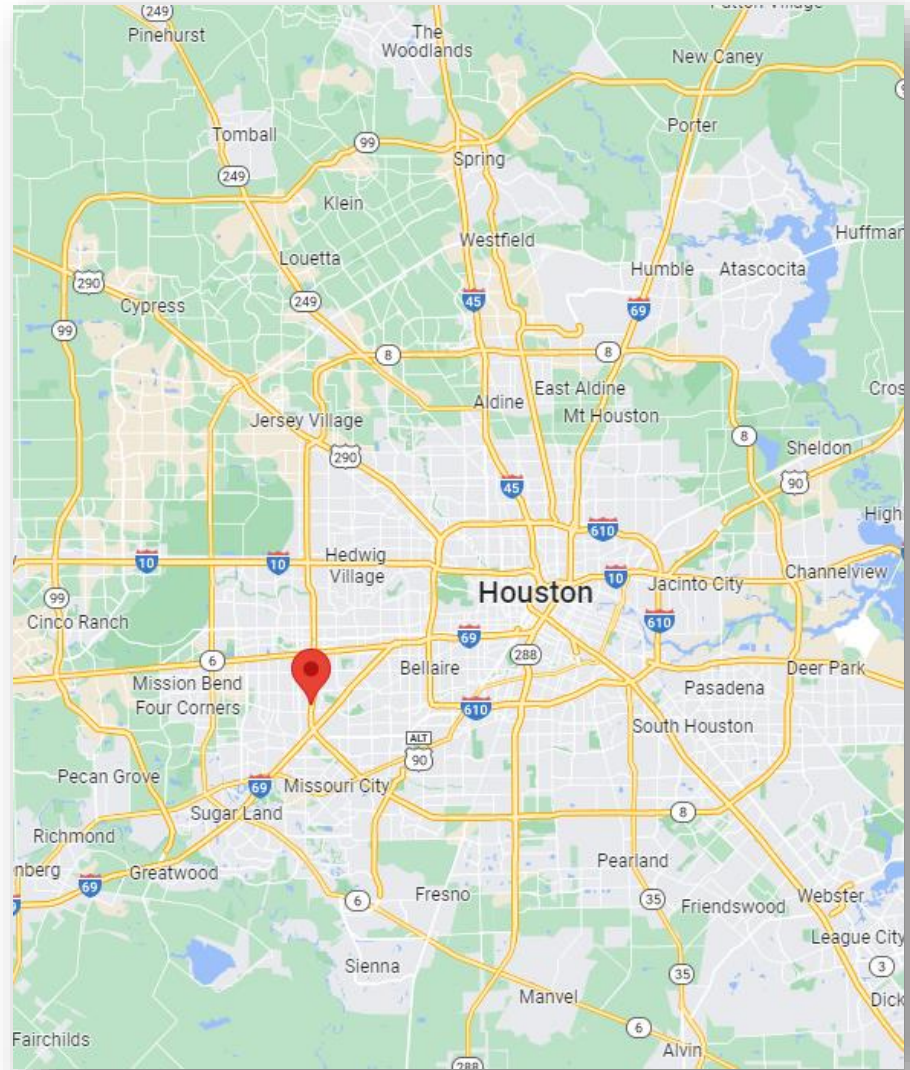 249
Pinehurst
The
Woodlands
New Caney
Porter
Tomball
99
249
Spring
Klein
Westfield
Huffman
Louetta
Humble
Atascocita
290
Cypress
249
45
69
99
8
8
East Aldine
Aldine
Mt Houston
Cros
Jersey Village
8
Sheldon
290
90
45
High
610
Hedwig
Village
10
10
10
Jacinto City
Channelview
Houston
99
Cinco Ranch
610
69
288
6
Bellaire
Deer Park
Mission Bend
Four Corners
Pasadena
610
South Houston
ALT
90
Pecan Grove
69
Missouri City
Sugar Land
8
Richmond
Pearland
nberg
69
Greatwood
Fresno
Webster
6
35
Friendswood
League City
Sienna
3
35
Manvel
Dick
6
Fairchilds
Alvin
288